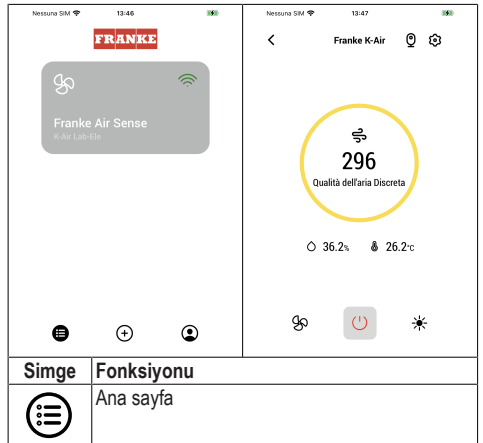 Nessuna SIM 13:46
FRANKE
Franke Air Sense
K-Air Lab-Els
Nessuna SIM 13:47
Franke K-Air
296
Qualità dell'aria Discreta
36.2% 26.2°C
Simge Fonksiyonu
Ana sayfa